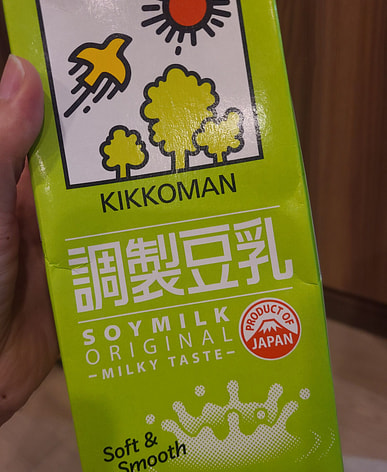 KIKKOMAN
調製豆乳
SOYMILK
ORIGINAL
-MILKY TASTE-
PRODUCT OF
JAPAN
Soft &
Smooth